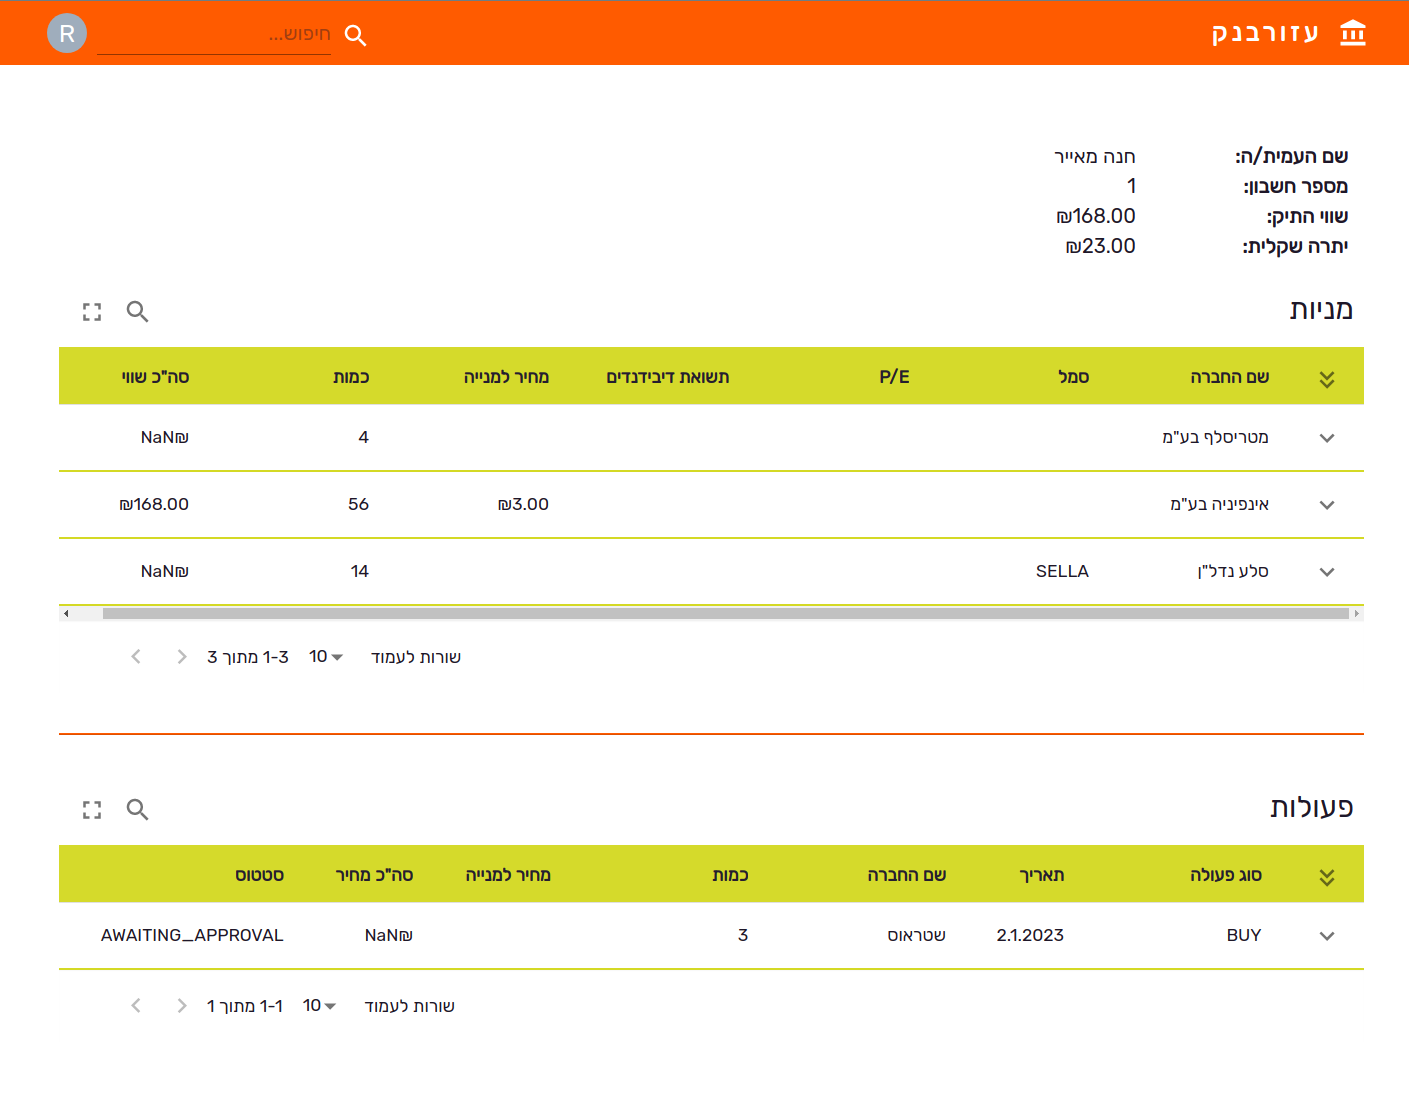 עזורבנק
חיפוש...
R
שם העמית/ה: חנה מאייר
מספר חשבון: 1
שווי התיק: ₪168.00
יתרה שקלית: ₪23.00
מניות
שם החברה סמל P/E תשואת דיבידנדים מחיר למנייה כמות סה"כ שווי
מטריסלף בע"מ 4 ₪NaN
אינפיניה בע"מ ₪3.00 56 ₪168.00
סלע נדל"ן SELLA 14 ₪NaN
שורות לעמוד 10 1-3 מתוך 3
פעולות
סוג פעולה תאריך שם החברה כמות מחיר למנייה סה"כ מחיר סטטוס
BUY 2.1.2023 שטראוס 3 ₪NaN AWAITING_APPROVAL
שורות לעמוד 10 1-1 מתוך 1